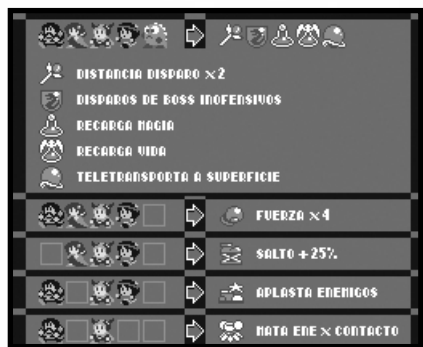 DISTANCIA DISPARO x2
DISPAROS DE BOSS INOFENSIVOS
RECARGA MAGIA
RECARGA VIDA
TELETRANSPORTA A SUPERFICIE
FUERZA x4
SALTO +25%
APLASTA ENEMIGOS
MATA ENE x CONTACTO